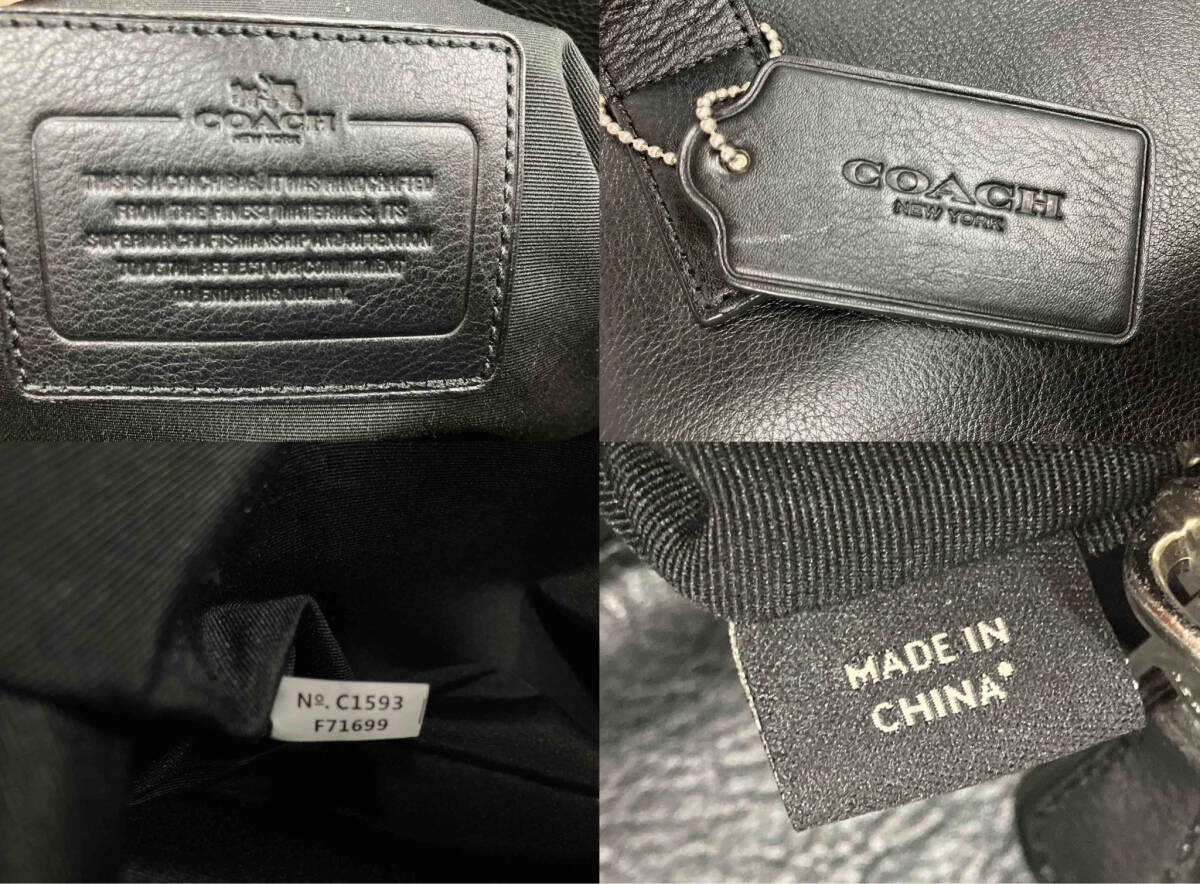 COACH
NEW YORK
THIS IS A COACH BAG. IT WAS HANDCRAFTED
FROM THE FINEST MATERIALS. ITS
SUPERIOR CRAFTSMANSHIP AND ATTENTION
TO DETAIL REFLECT OUR COMMITMENT
TO ENDURING QUALITY.
COACH
NEW YORK
Nº. C1593
F71699
MADE IN
CHINA